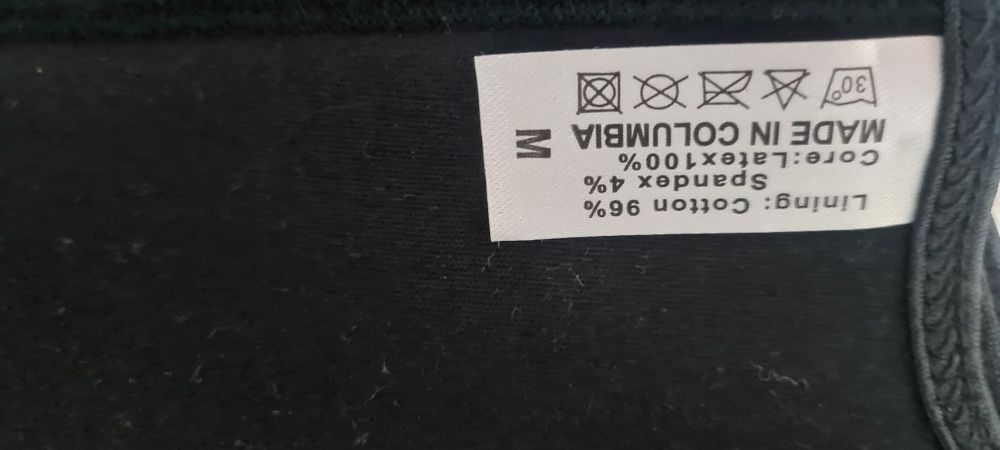 Lining: Cotton 96%
Spandex 4%
Core:Latex100%
MADE IN COLUMBIA
M
30°